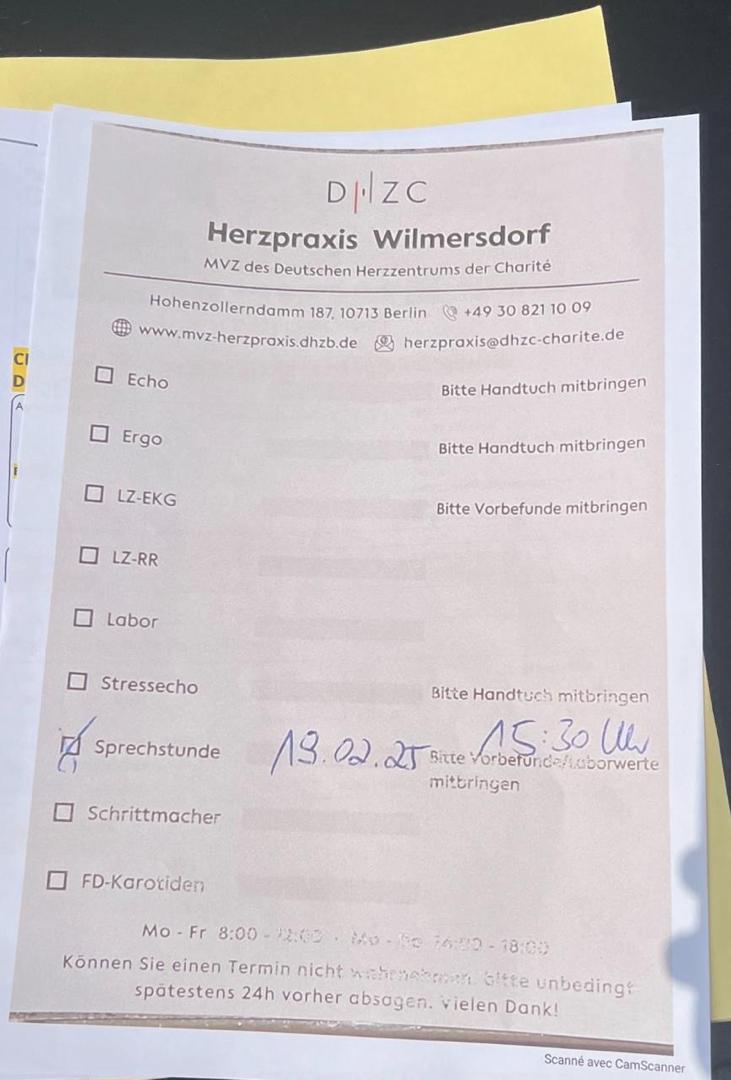 DHZC
Herzpraxis Wilmersdorf
MVZ des Deutschen Herzzentrums der Charité
Hohenzollerndamm 187, 10713 Berlin +49 30 821 10 09
www.mvz-herzpraxis.dhzb.de herzpraxis@dhzc-charite.de
Echo Bitte Handtuch mitbringen
Ergo Bitte Handtuch mitbringen
LZ-EKG Bitte Vorbefunde mitbringen
LZ-RR
Labor
Stressecho Bitte Handtuch mitbringen
Sprechstunde 19.02.25 15:30 Uhr
Bitte Vorbefunde/Laborwerte
mitbringen
Schrittmacher
FD-Karotiden
Mo - Fr 8:00 - - 18:00
Können Sie einen Termin nicht wahrnehmen, bitte unbedingt
spätestens 24h vorher absagen. Vielen Dank!
Scanné avec CamScanner